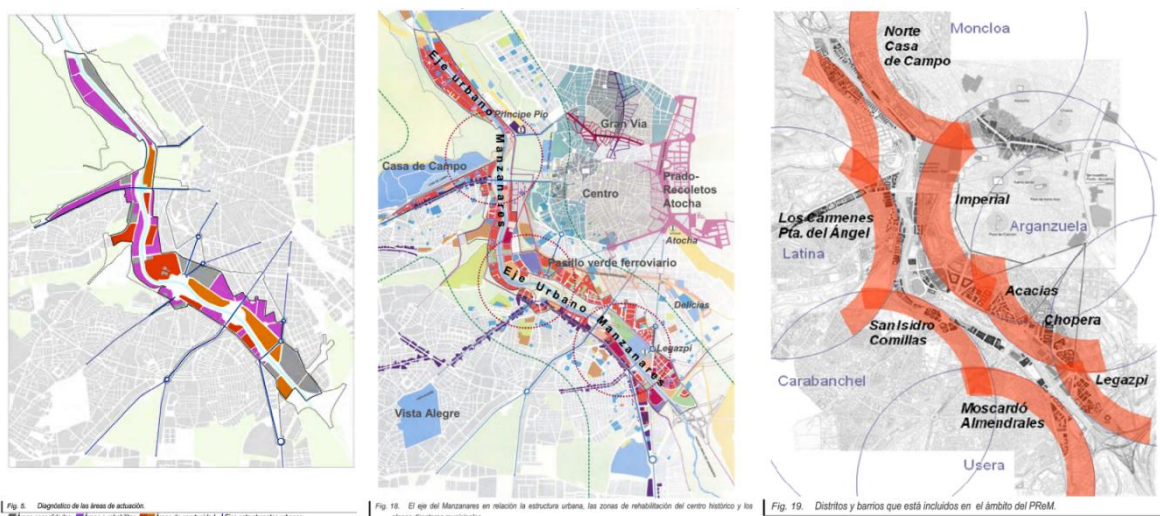 Eje urbano Manzanares
Príncipe Pío
Gran Vía
Casa de Campo
Centro
Prado-
Recoletos
Atocha
Atocha
Pasillo verde ferroviario
Eje Urbano Manzanares
Delicias
Legazpi
Vista Alegre
Norte
Casa
de Campo
Moncloa
Imperial
Los Cármenes
Pta. del Ángel
Arganzuela
Latina
Acacias
Chopera
San Isidro
Comillas
Carabanchel
Legazpi
Moscardó
Almendrales
Usera
Fig. 5. Diagnóstico de las áreas de actuación.
Fig. 18. El eje del Manzanares en relación la estructura urbana, las zonas de rehabilitación del centro histórico y los
Fig. 19. Distritos y barrios que está incluidos en el ámbito del PReM.